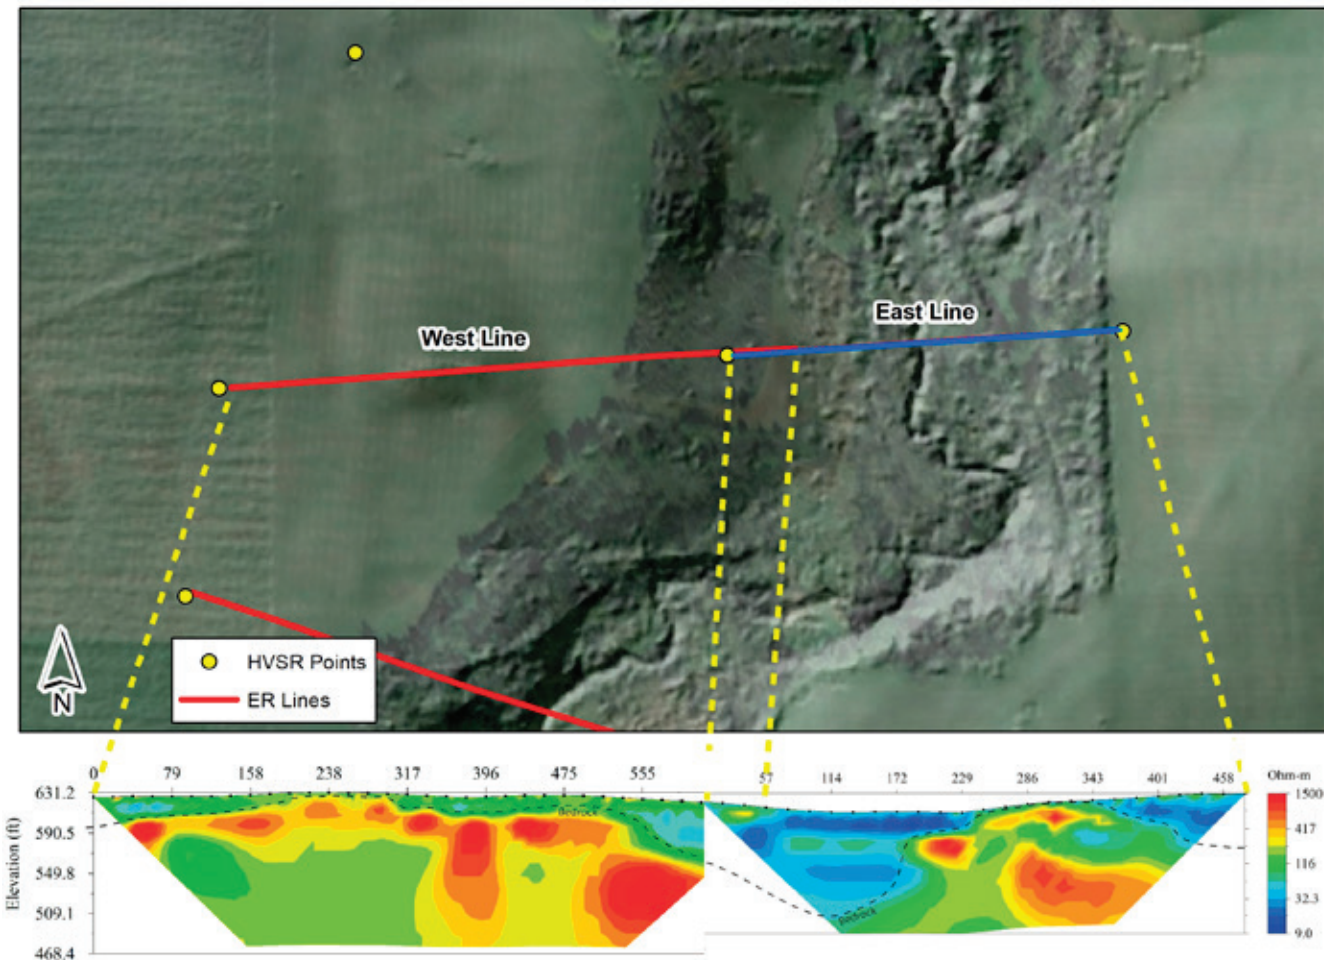 West Line
East Line
N
HVSR Points
ER Lines
0 79 158 238 317 396 475 555
57 114 172 229 286 343 401 458
Ohm-m
631.2
590.5
549.8
509.1
468.4
Elevation (ft)
Bedrock
Bedrock
1500
417
116
32.3
9.0